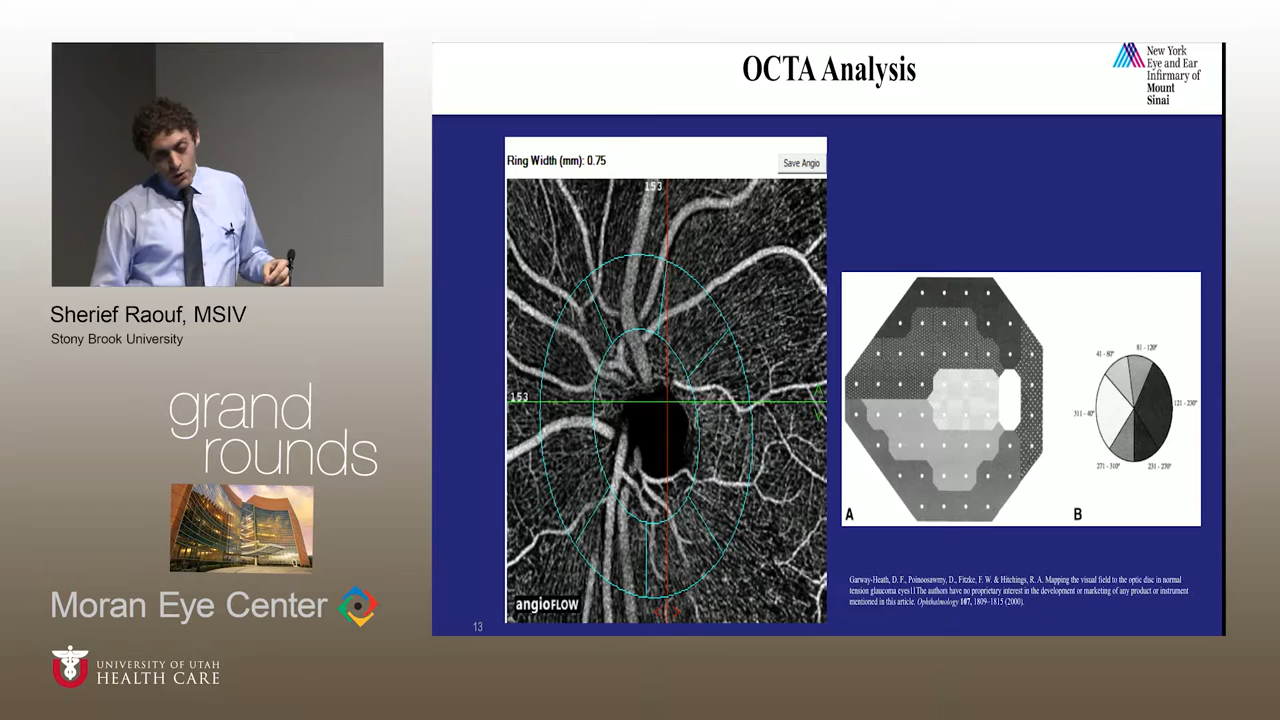 OCTA Analysis
New York
Eye and Ear
Infirmary of
Mount
Sinai
Ring Width (mm): 0.75
Save Angio
153
153
angioFLOW
41 - 80°
81 - 120°
121 - 230°
311 - 40°
271 - 310°
231 - 270°
A
B
Garway-Heath, D. F., Poinoosawmy, D., Fitzke, F. W. & Hitchings, R. A. Mapping the visual field to the optic disc in normal
tension glaucoma eyes11The authors have no proprietary interest in the development or marketing of any product or instrument
mentioned in this article. Ophthalmology 107, 1809–1815 (2000).
13
Sherief Raouf, MSIV
Stony Brook University
grand
rounds
Moran Eye Center
UNIVERSITY OF UTAH
HEALTH CARE